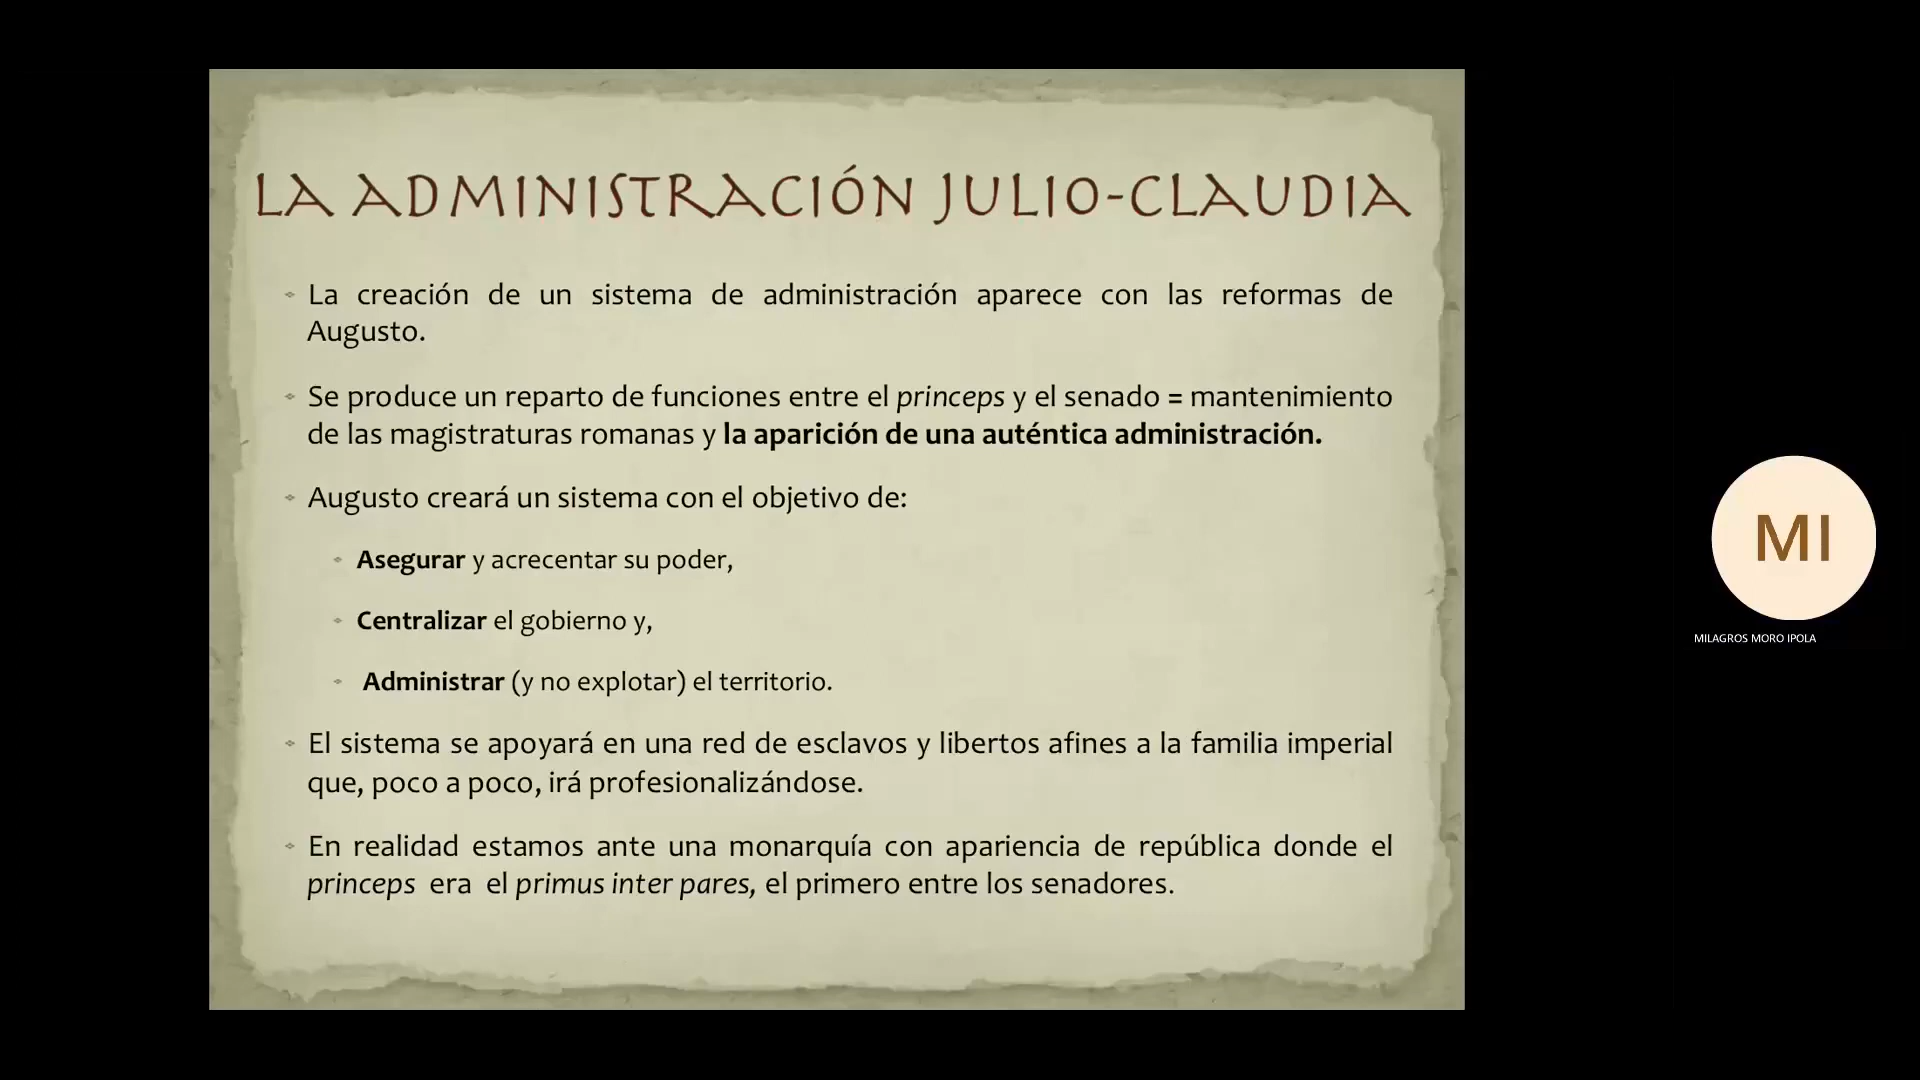 LA ADMINISTRACIÓN JULIO-CLAUDIA
La creación de un sistema de administración aparece con las reformas de
Augusto.
Se produce un reparto de funciones entre el princeps y el senado = mantenimiento
de las magistraturas romanas y la aparición de una auténtica administración.
Augusto creará un sistema con el objetivo de:
Asegurar y acrecentar su poder,
Centralizar el gobierno y,
Administrar (y no explotar) el territorio.
El sistema se apoyará en una red de esclavos y libertos afines a la familia imperial
que, poco a poco, irá profesionalizándose.
En realidad estamos ante una monarquía con apariencia de república donde el
princeps era el primus inter pares, el primero entre los senadores.
MI
MILAGROS MORO IPOLA